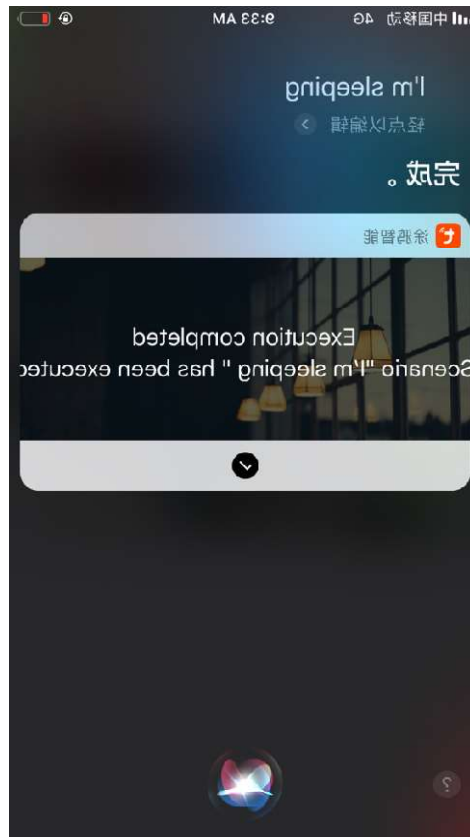 中国移动 4G 9:33 AM
I'm sleeping
轻点以编辑
完成。
涂鸦智能
Execution completed
Scenario "I'm sleeping " has been executed
?